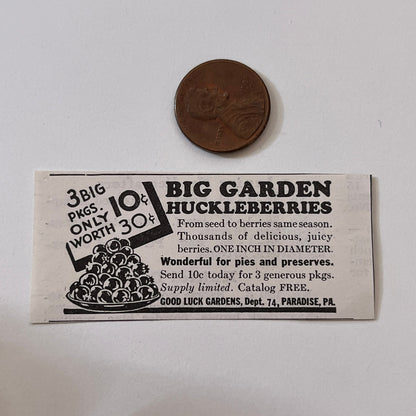 3 BIG
PKGS.
ONLY 10¢
WORTH 30¢
BIG GARDEN
HUCKLEBERRIES
From seed to berries same season.
Thousands of delicious, juicy
berries. ONE INCH IN DIAMETER.
Wonderful for pies and preserves.
Send 10c today for 3 generous pkgs.
Supply limited. Catalog FREE.
GOOD LUCK GARDENS, Dept. 74, PARADISE, PA.